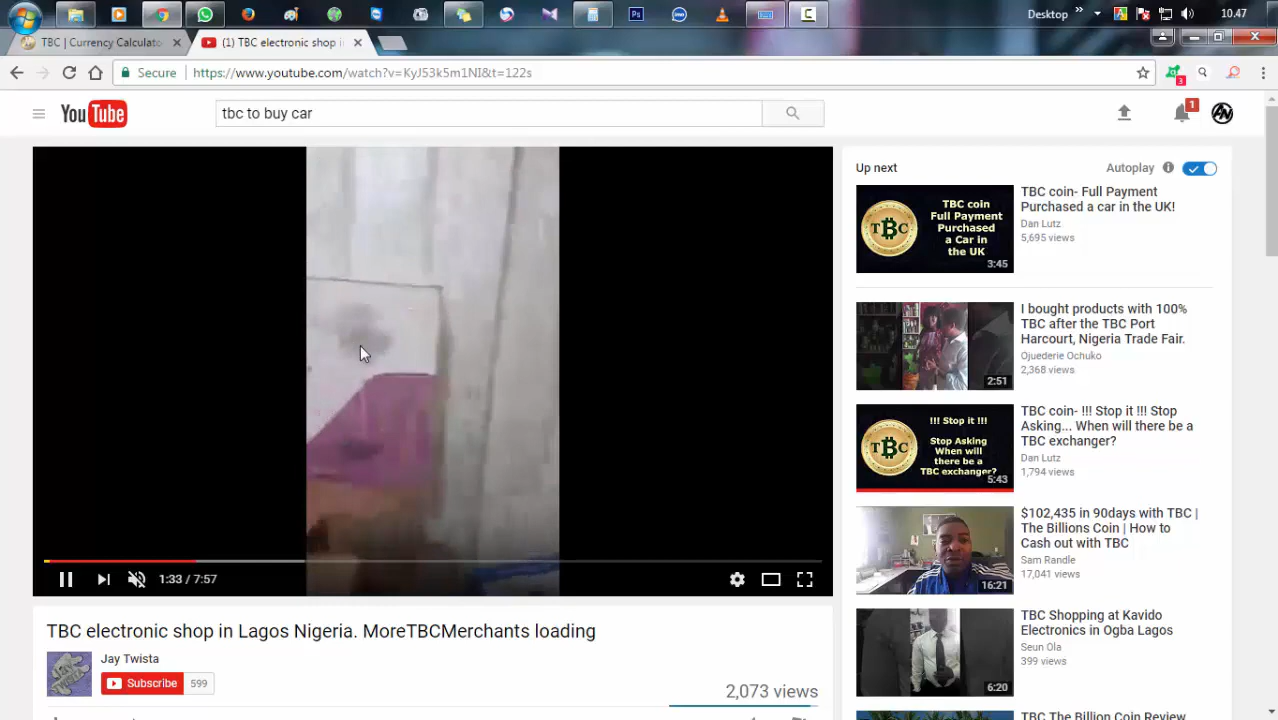 Desktop »
10.47
TBC | Currency Calculato
(1) TBC electronic shop i
Secure
https://www.youtube.com/watch?v=KyJ53k5m1NI&t=122s
3
YouTube
tbc to buy car
1
Up next
Autoplay
TBC coin
Full Payment
Purchased
a Car in
the UK
3:45
TBC coin- Full Payment
Purchased a car in the UK!
Dan Lutz
5,695 views
2:51
I bought products with 100%
TBC after the TBC Port
Harcourt, Nigeria Trade Fair.
Ojuederie Ochuko
2,368 views
!!! Stop it !!!
Stop Asking
When will
there be a
TBC exchanger?
5:43
TBC coin- !!! Stop it !!! Stop
Asking... When will there be a
TBC exchanger?
Dan Lutz
1,794 views
16:21
$102,435 in 90days with TBC |
The Billions Coin | How to
Cash out with TBC
Sam Randle
17,041 views
6:20
TBC Shopping at Kavido
Electronics in Ogba Lagos
Seun Ola
399 views
TBC The Billion Coin Review
1:33 / 7:57
TBC electronic shop in Lagos Nigeria. MoreTBCMerchants loading
Jay Twista
Subscribe 599
2,073 views